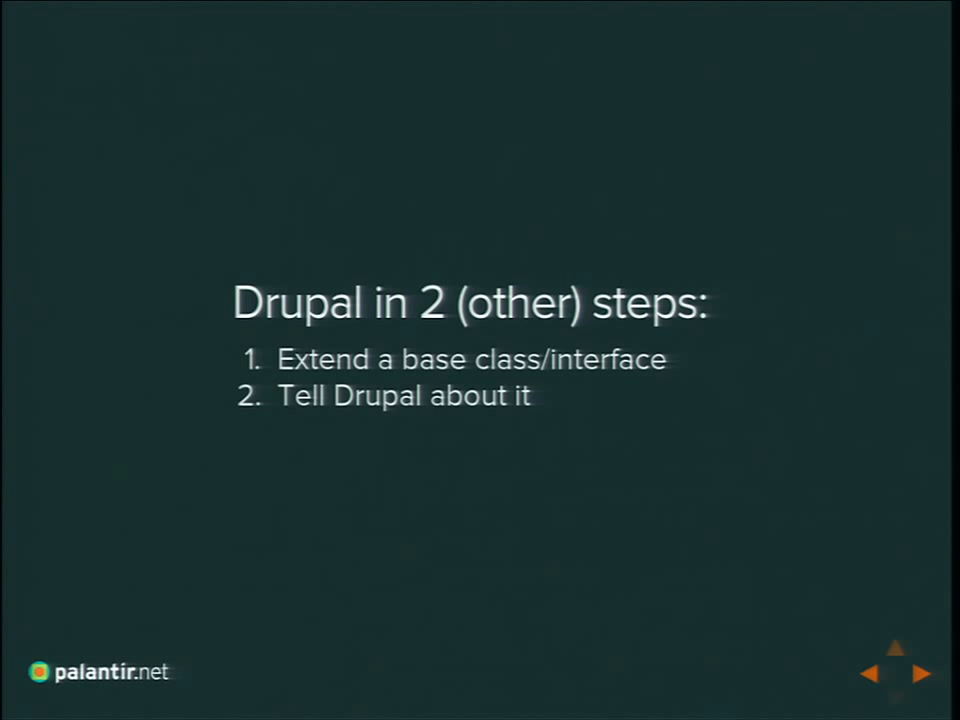 Drupal in 2 (other) steps:
1. Extend a base class/interface
2. Tell Drupal about it
palantir.net